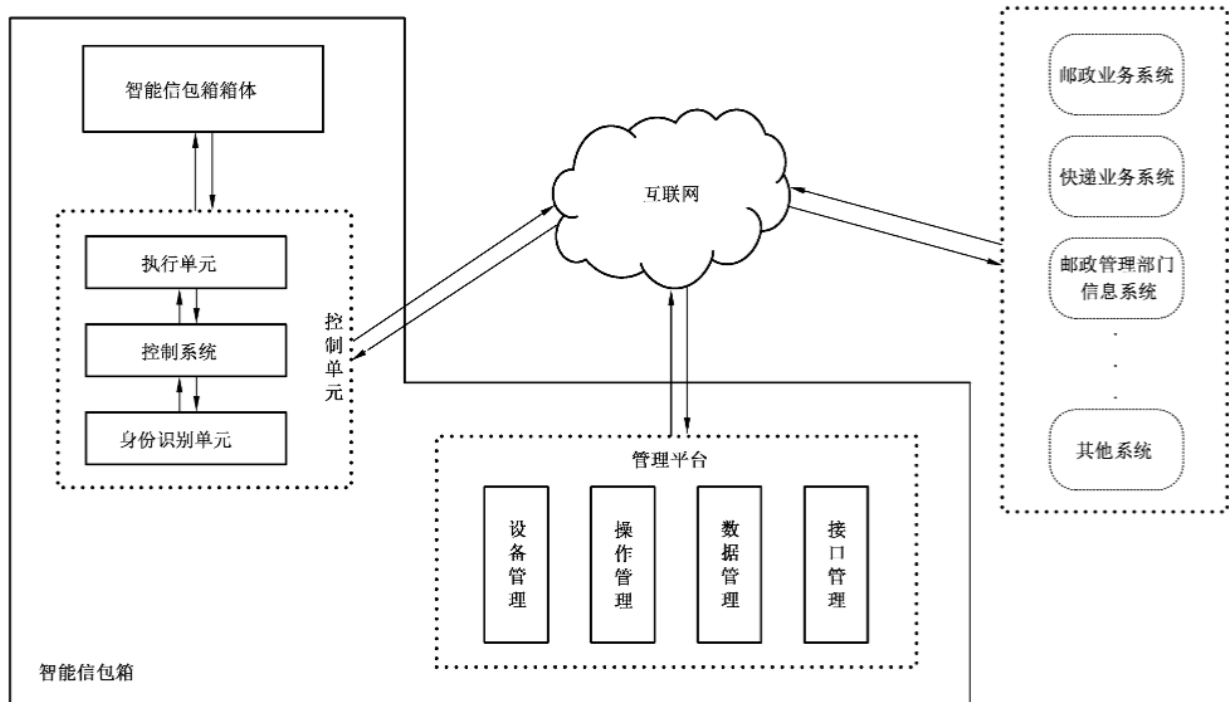 智能信包箱箱体
执行单元
控制系统
身份识别单元
控制单元
互联网
邮政业务系统
快递业务系统
邮政管理部门
信息系统
其他系统
管理平台
设备管理
操作管理
数据管理
接口管理
智能信包箱